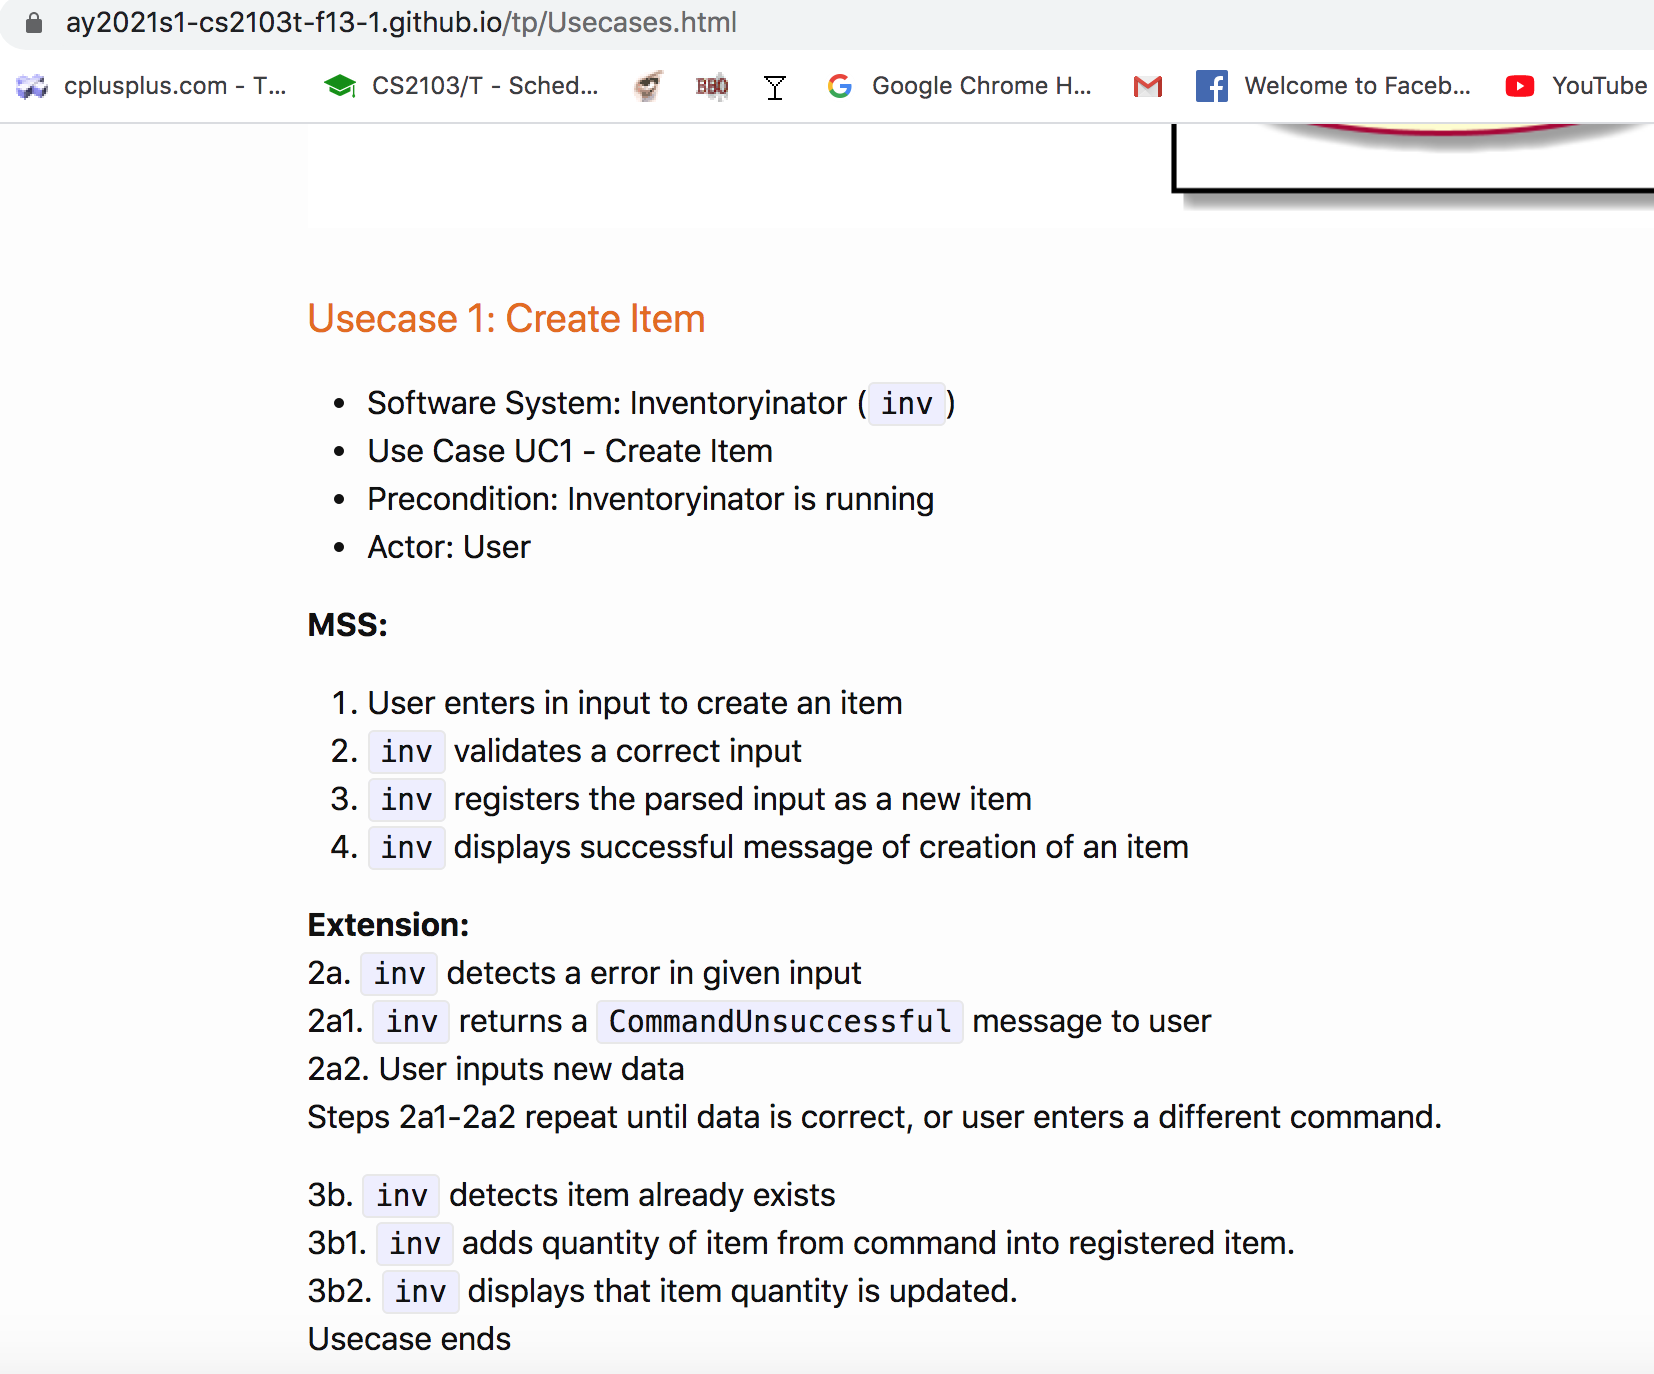 ay2021s1-cs2103t-f13-1.github.io/tp/Usecases.html
cplusplus.com - T... CS2103/T - Sched... BBQ Google Chrome H... Welcome to Faceb... YouTube
Usecase 1: Create Item
• Software System: Inventoryinator ( inv )
• Use Case UC1 - Create Item
• Precondition: Inventoryinator is running
• Actor: User
MSS:
1. User enters in input to create an item
2. inv validates a correct input
3. inv registers the parsed input as a new item
4. inv displays successful message of creation of an item
Extension:
2a. inv detects a error in given input
2a1. inv returns a CommandUnsuccessful message to user
2a2. User inputs new data
Steps 2a1-2a2 repeat until data is correct, or user enters a different command.
3b. inv detects item already exists
3b1. inv adds quantity of item from command into registered item.
3b2. inv displays that item quantity is updated.
Usecase ends